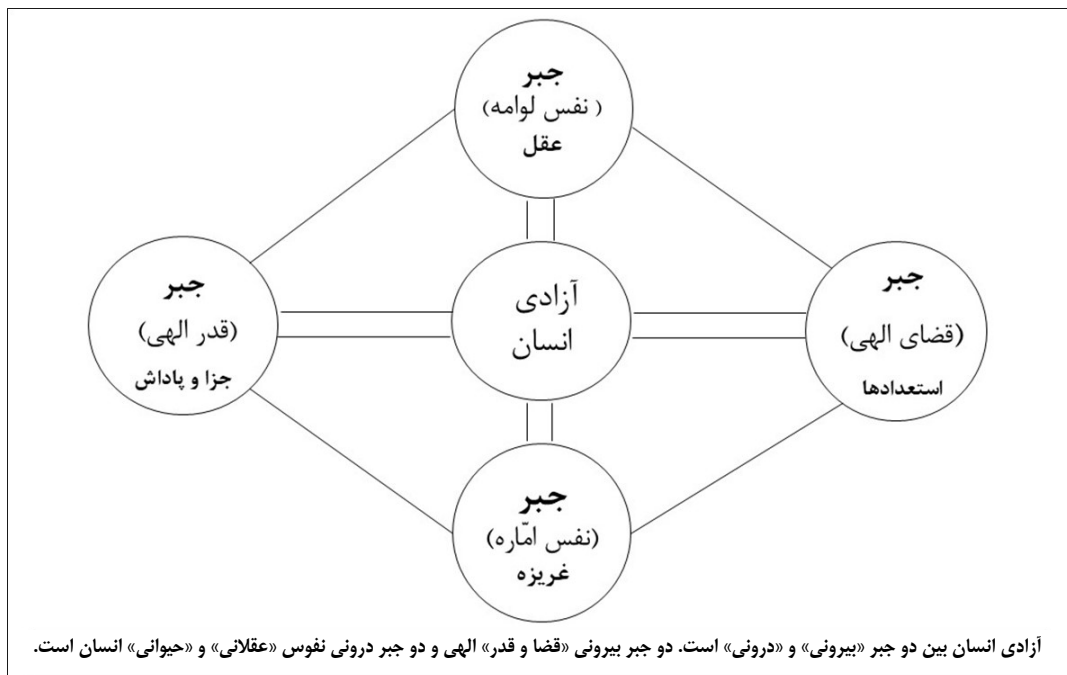 جبر
( نفس لوامه)
عقل
جبر
(قضای الهی)
استعدادها
آزادی
انسان
جبر
(قدر الهی)
جزا و پاداش
جبر
(نفس امّاره)
غریزه
آزادی انسان بین دو جبر «بیرونی» و «درونی» است. دو جبر بیرونی «قضا و قدر» الهی و دو جبر درونی نفوس «عقلانی» و «حیوانی» انسان است.